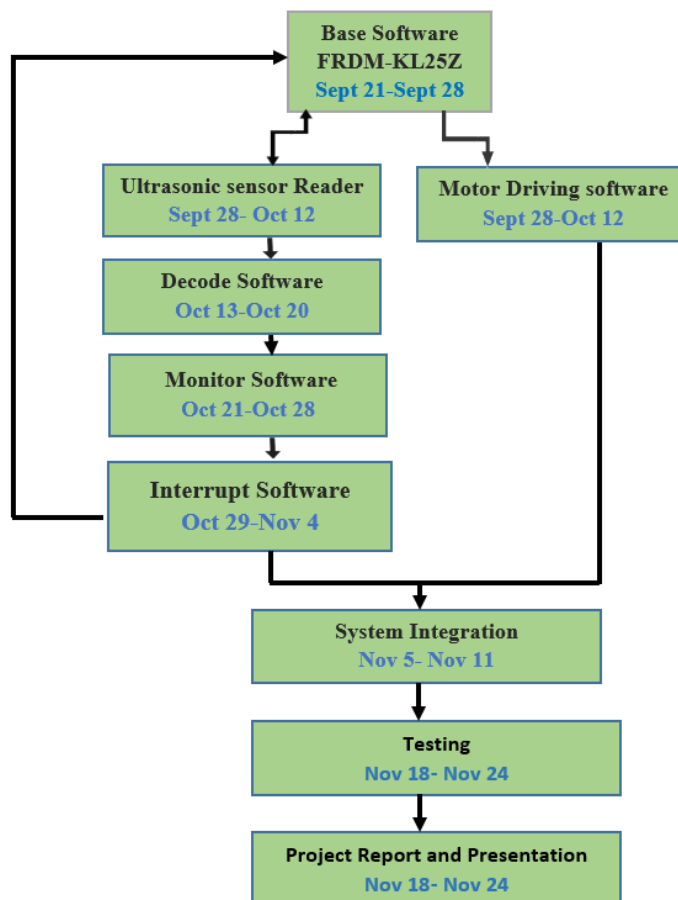 Base Software
FRDM-KL25Z
Sept 21-Sept 28
Ultrasonic sensor Reader
Sept 28- Oct 12
Motor Driving software
Sept 28-Oct 12
Decode Software
Oct 13-Oct 20
Monitor Software
Oct 21-Oct 28
Interrupt Software
Oct 29-Nov 4
System Integration
Nov 5- Nov 11
Testing
Nov 18- Nov 24
Project Report and Presentation
Nov 18- Nov 24